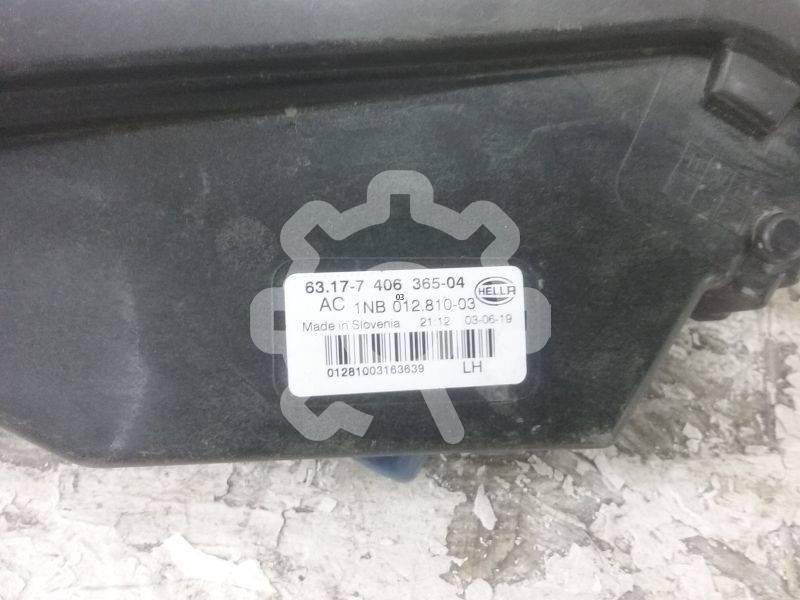 63.17-7 406 365-04
HELLA
03
AC 1NB 012.810-03
Made in Slovenia 21:12 03-06-19
01281003163639 LH